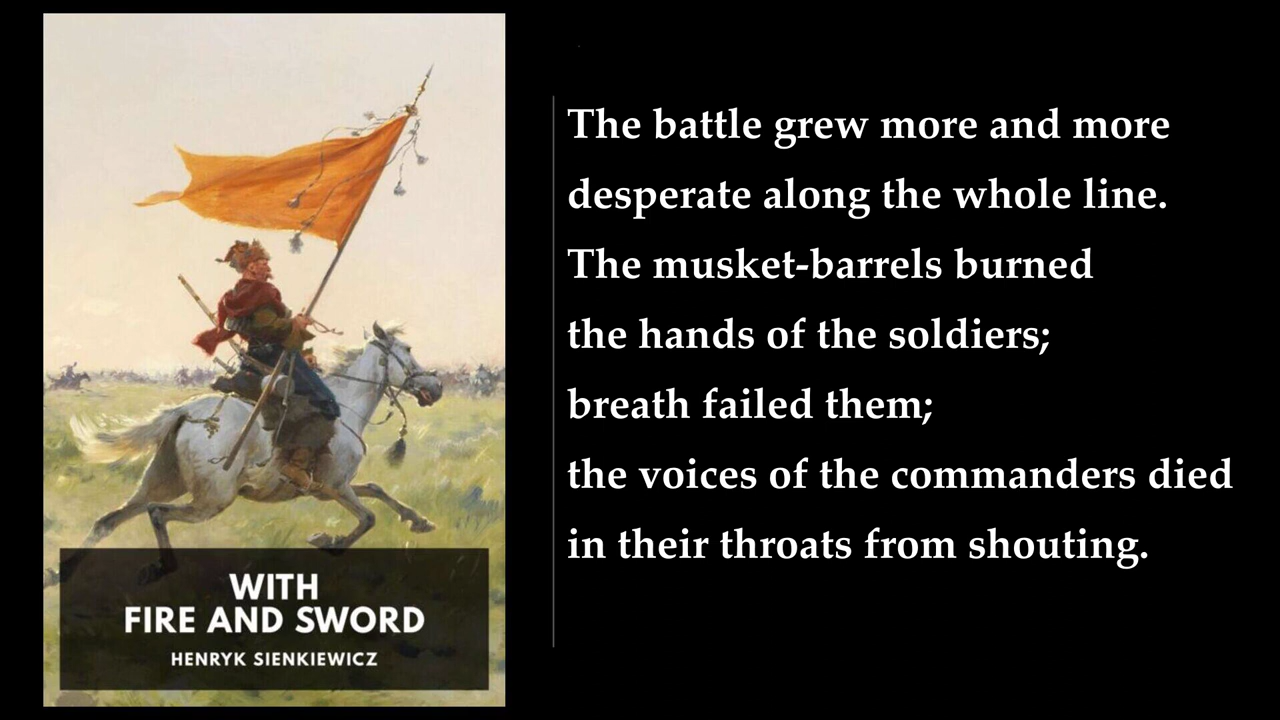 WITH
FIRE AND SWORD
HENRYK SIENKIEWICZ
The battle grew more and more
desperate along the whole line.
The musket-barrels burned
the hands of the soldiers;
breath failed them;
the voices of the commanders died
in their throats from shouting.